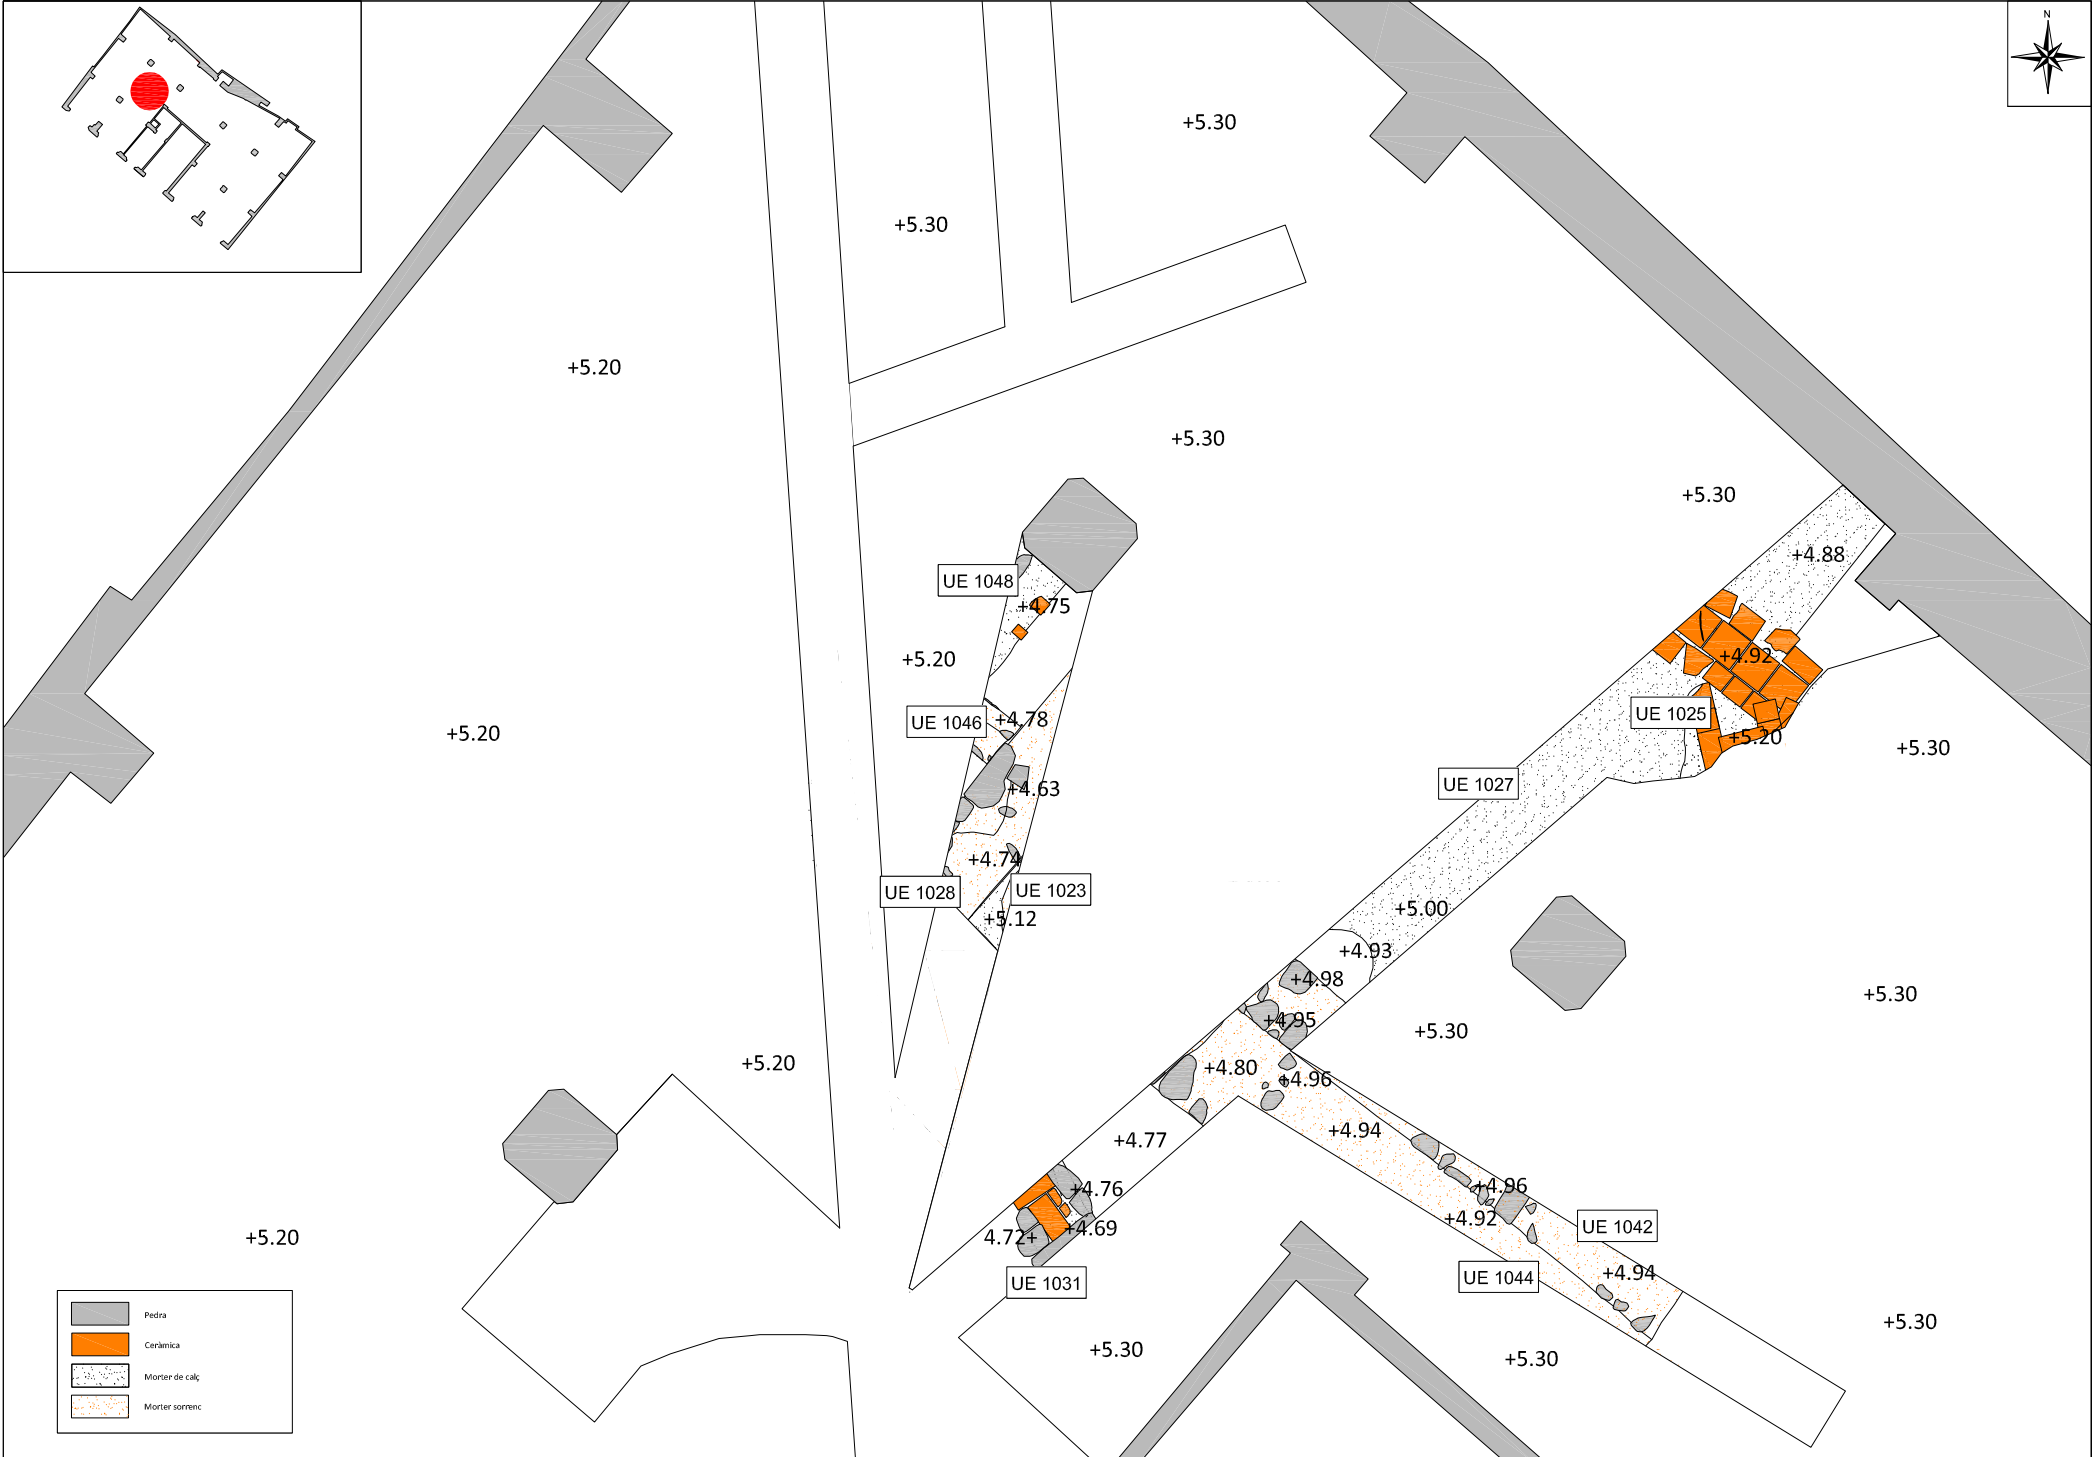 N
+5.30
+5.30
+5.20
+5.30
+5.30
+4.88
UE 1048
+4.75
+5.20
+4.92
UE 1025
UE 1046
+4.78
+5.20
+5.20
+5.30
UE 1027
+4.63
+4.74
UE 1028
UE 1023
+5.12
+5.00
+4.93
+4.98
+5.30
+4.95
+5.30
+5.20
+4.80
+4.96
+4.94
+4.77
+4.76
+4.96
+4.92
UE 1042
+5.20
4.72+
+4.69
UE 1031
UE 1044
+4.94
+5.30
+5.30
+5.30
Pedra
Ceràmica
Morter de calç
Morter sorrenc